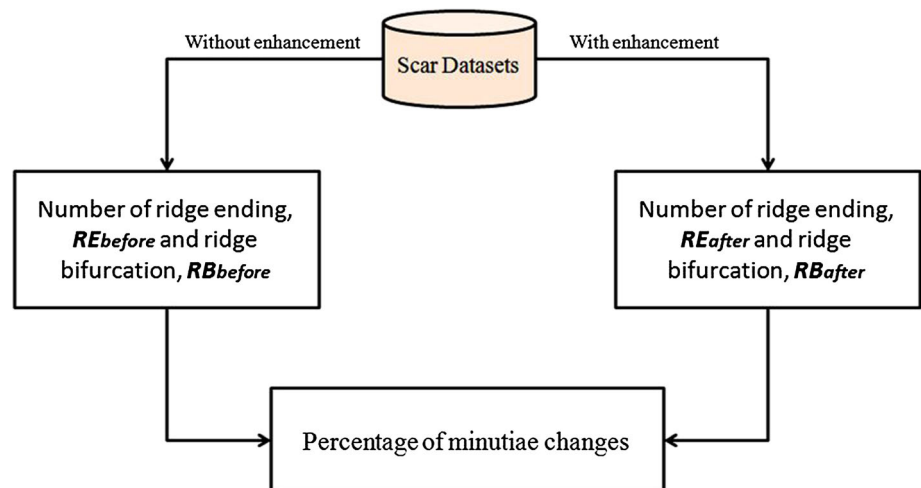 Without enhancement
Scar Datasets
With enhancement
Number of ridge ending,
REbefore and ridge
bifurcation, RBbefore
Number of ridge ending,
REafter and ridge
bifurcation, RBafter
Percentage of minutiae changes